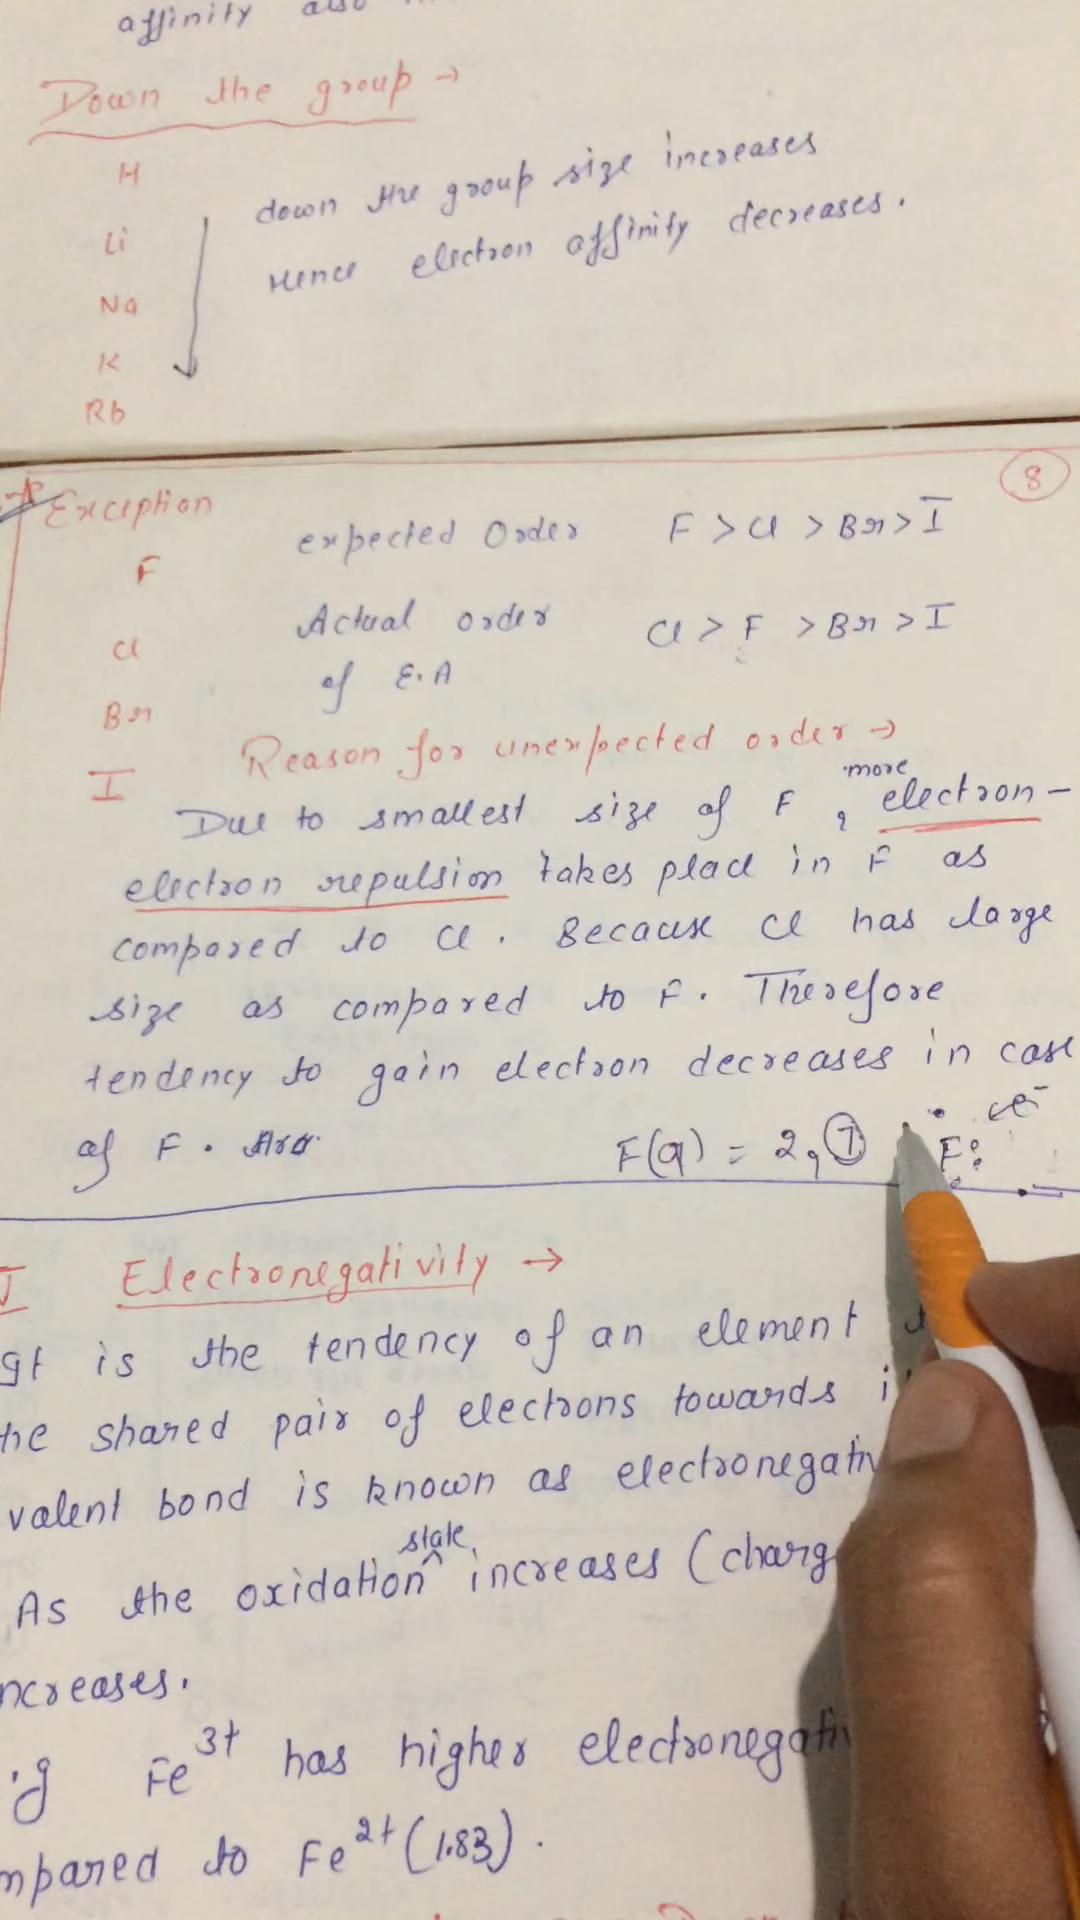 affinity also
Down the group →
H
Li
Na
K
Rb
down the group size increases
Hence electron affinity decreases.
8
Exception
F
Cl
Br
I
expected Order F > Cl > Br > I
Actual order Cl > F > Br > I
of E.A
Reason for unexpected order →
Due to smallest size of F , more electron-
electron repulsion takes place in F as
compared to Cl . Because Cl has large
size as compared to F . Therefore
tendency to gain electron decreases in case
of F .
F(9) = 2, 7 F e⁻
Electronegativity →
It is the tendency of an element
the shared pair of electrons towards
valent bond is known as
As the oxidation state increases (
ncreases.
Fe³⁺ has higher
mpared to Fe²⁺ (1.83) .